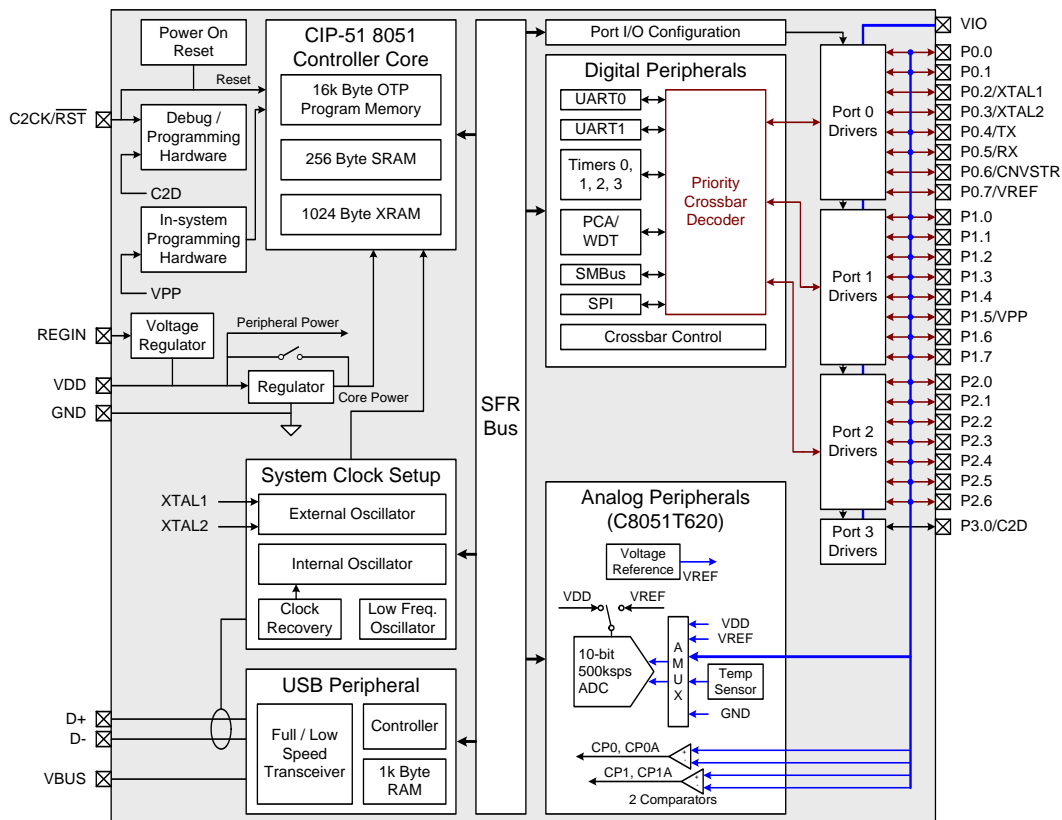 Power On
Reset
Reset
C2CK/RST
Debug /
Programming
Hardware
C2D
In-system
Programming
Hardware
VPP
CIP-51 8051
Controller Core
16k Byte OTP
Program Memory
256 Byte SRAM
1024 Byte XRAM
REGIN
Voltage
Regulator
Peripheral Power
VDD
Regulator
Core Power
GND
System Clock Setup
XTAL1
XTAL2
External Oscillator
Internal Oscillator
Clock
Recovery
Low Freq.
Oscillator
USB Peripheral
D+
D-
VBUS
Full / Low
Speed
Transceiver
Controller
1k Byte
RAM
SFR
Bus
Port I/O Configuration
Digital Peripherals
UART0
UART1
Timers 0,
1, 2, 3
PCA/
WDT
SMBus
SPI
Priority
Crossbar
Decoder
Crossbar Control
Analog Peripherals
(C8051T620)
Voltage
Reference
VREF
VDD
VREF
10-bit
500ksps
ADC
A
M
U
X
VDD
VREF
Temp
Sensor
GND
CP0, CP0A
+
-
CP1, CP1A
+
-
2 Comparators
Port 0
Drivers
Port 1
Drivers
Port 2
Drivers
Port 3
Drivers
VIO
P0.0
P0.1
P0.2/XTAL1
P0.3/XTAL2
P0.4/TX
P0.5/RX
P0.6/CNVSTR
P0.7/VREF
P1.0
P1.1
P1.2
P1.3
P1.4
P1.5/VPP
P1.6
P1.7
P2.0
P2.1
P2.2
P2.3
P2.4
P2.5
P2.6
P3.0/C2D